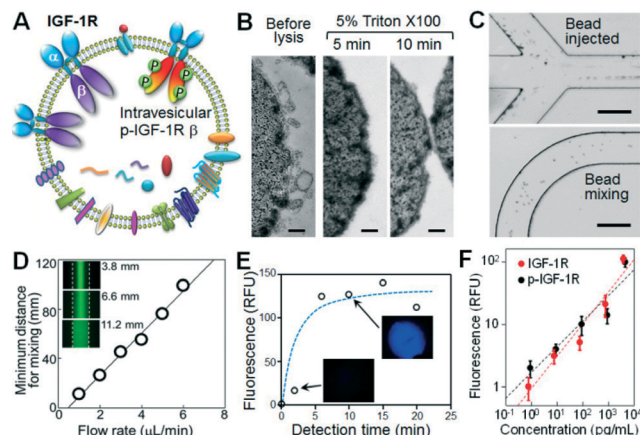 A
IGF-1R
α
β
P
P
P
P
Intravesicular
p-IGF-1R β
B
Before
lysis
5% Triton X100
5 min
10 min
C
Bead
injected
Bead
mixing
D
Minimum distance
for mixing (mm)
120
80
40
0
3.8 mm
6.6 mm
11.2 mm
0 2 4 6 8
Flow rate (µL/min)
E
Fluorescence (RFU)
150
100
50
0
0 5 10 15 20 25
Detection time (min)
F
Fluorescence (RFU)
10²
10
1
IGF-1R
p-IGF-1R
10⁻¹ 10⁰ 10¹ 10² 10³ 10⁴
Concentration (pg/mL)